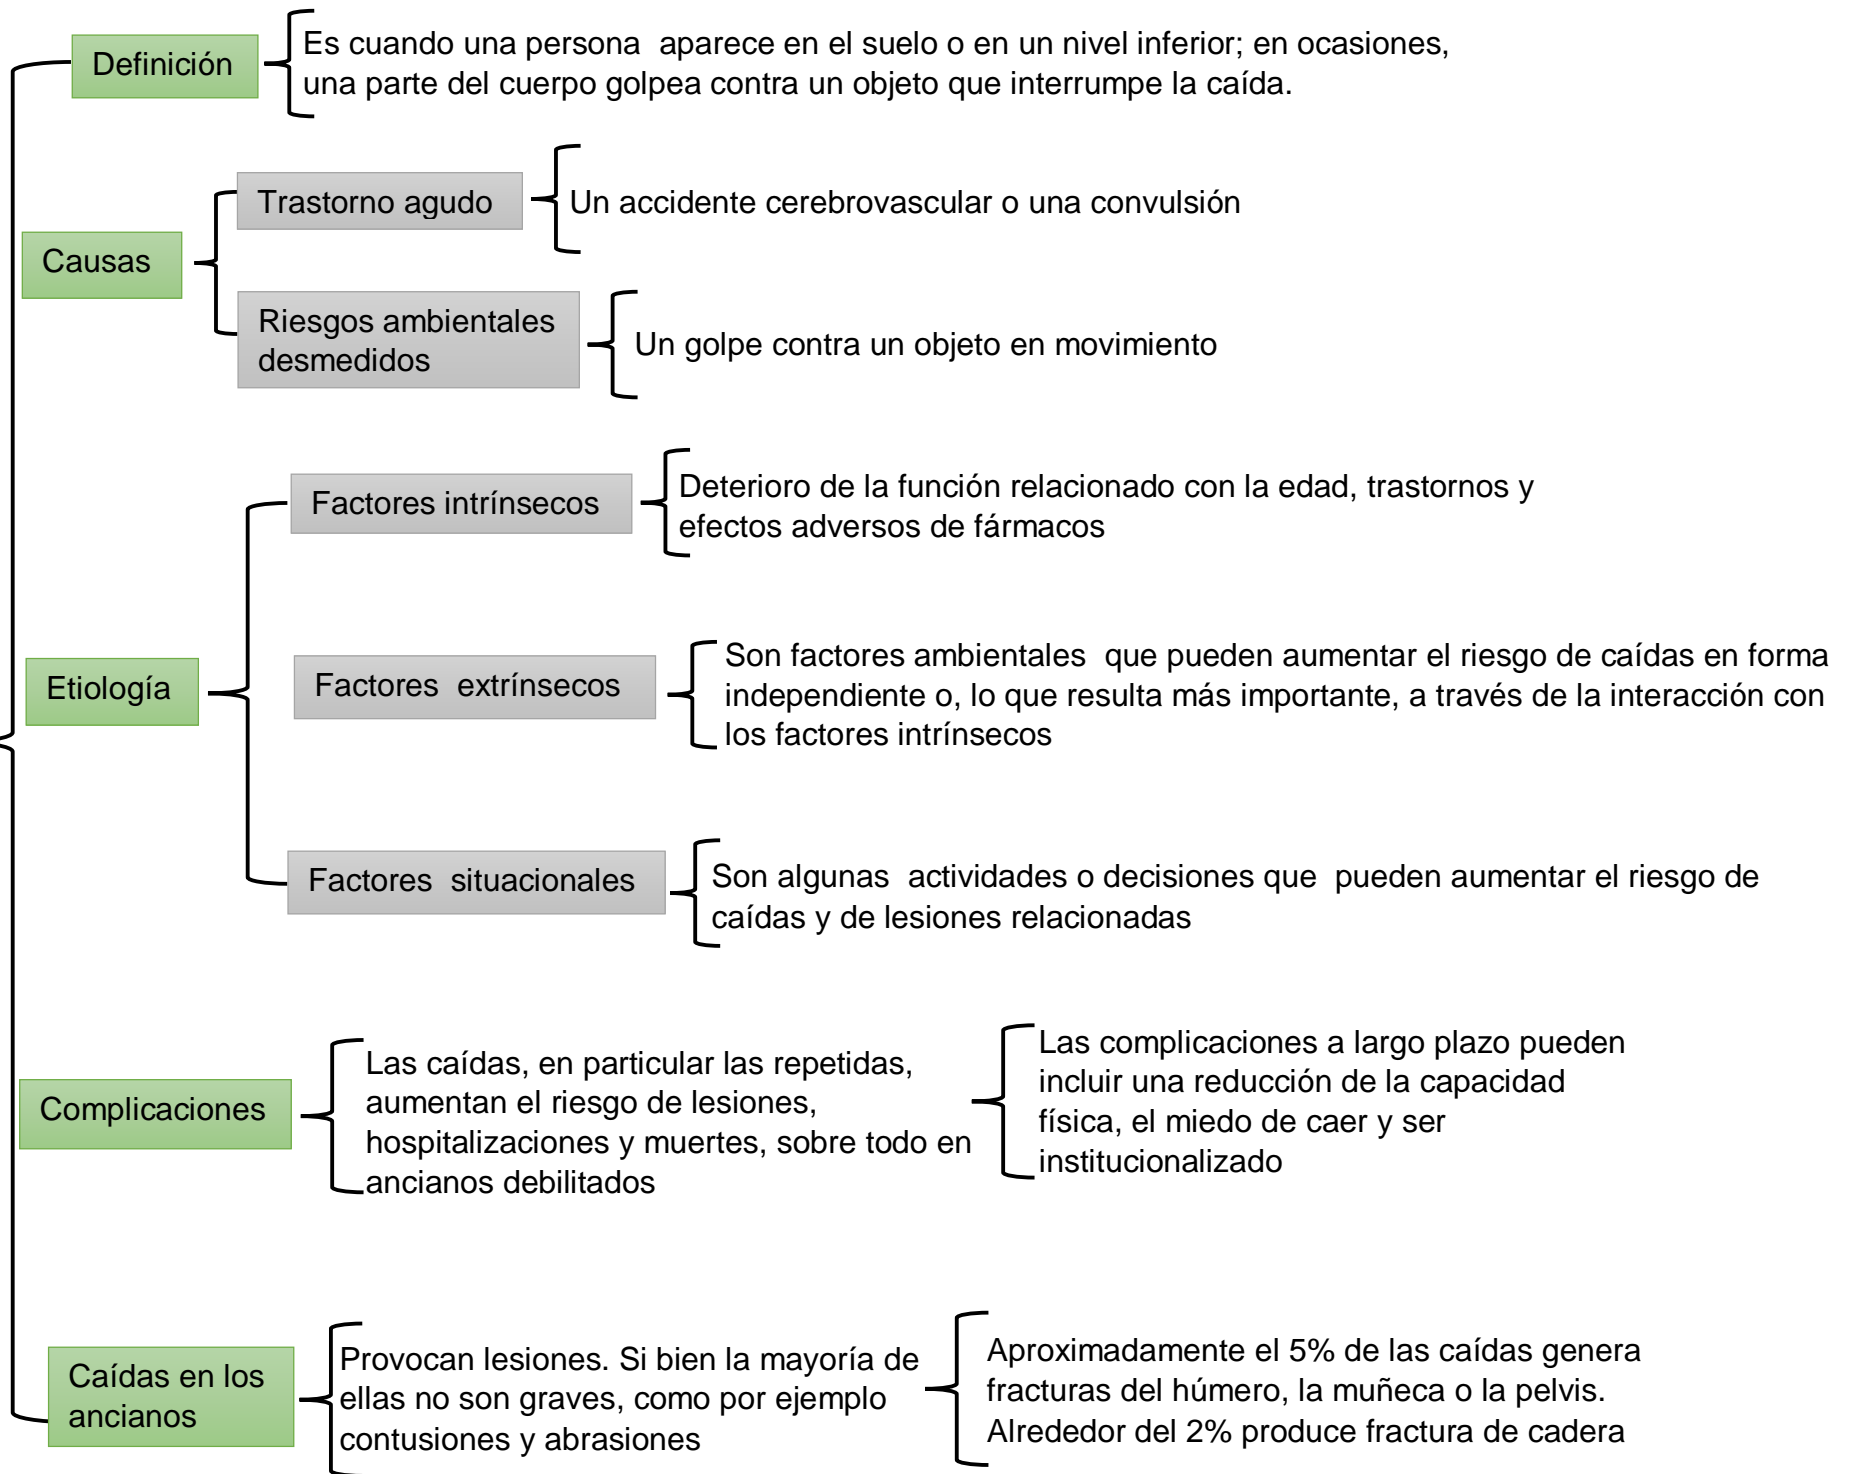 Definición
Es cuando una persona  aparece en el suelo o en un nivel inferior; en ocasiones,
una parte del cuerpo golpea contra un objeto que interrumpe la caída.
Causas
Trastorno agudo
Un accidente cerebrovascular o una convulsión
Riesgos ambientales
desmedidos
Un golpe contra un objeto en movimiento
Etiología
Factores intrínsecos
Deterioro de la función relacionado con la edad, trastornos y
efectos adversos de fármacos
Factores  extrínsecos
Son factores ambientales  que pueden aumentar el riesgo de caídas en forma
independiente o, lo que resulta más importante, a través de la interacción con
los factores intrínsecos
Factores  situacionales
Son algunas  actividades o decisiones que  pueden aumentar el riesgo de
caídas y de lesiones relacionadas
Complicaciones
Las caídas, en particular las repetidas,
aumentan el riesgo de lesiones,
hospitalizaciones y muertes, sobre todo en
ancianos debilitados
Las complicaciones a largo plazo pueden
incluir una reducción de la capacidad
física, el miedo de caer y ser
institucionalizado
Caídas en los
ancianos
Provocan lesiones. Si bien la mayoría de
ellas no son graves, como por ejemplo
contusiones y abrasiones
Aproximadamente el 5% de las caídas genera
fracturas del húmero, la muñeca o la pelvis.
Alrededor del 2% produce fractura de cadera